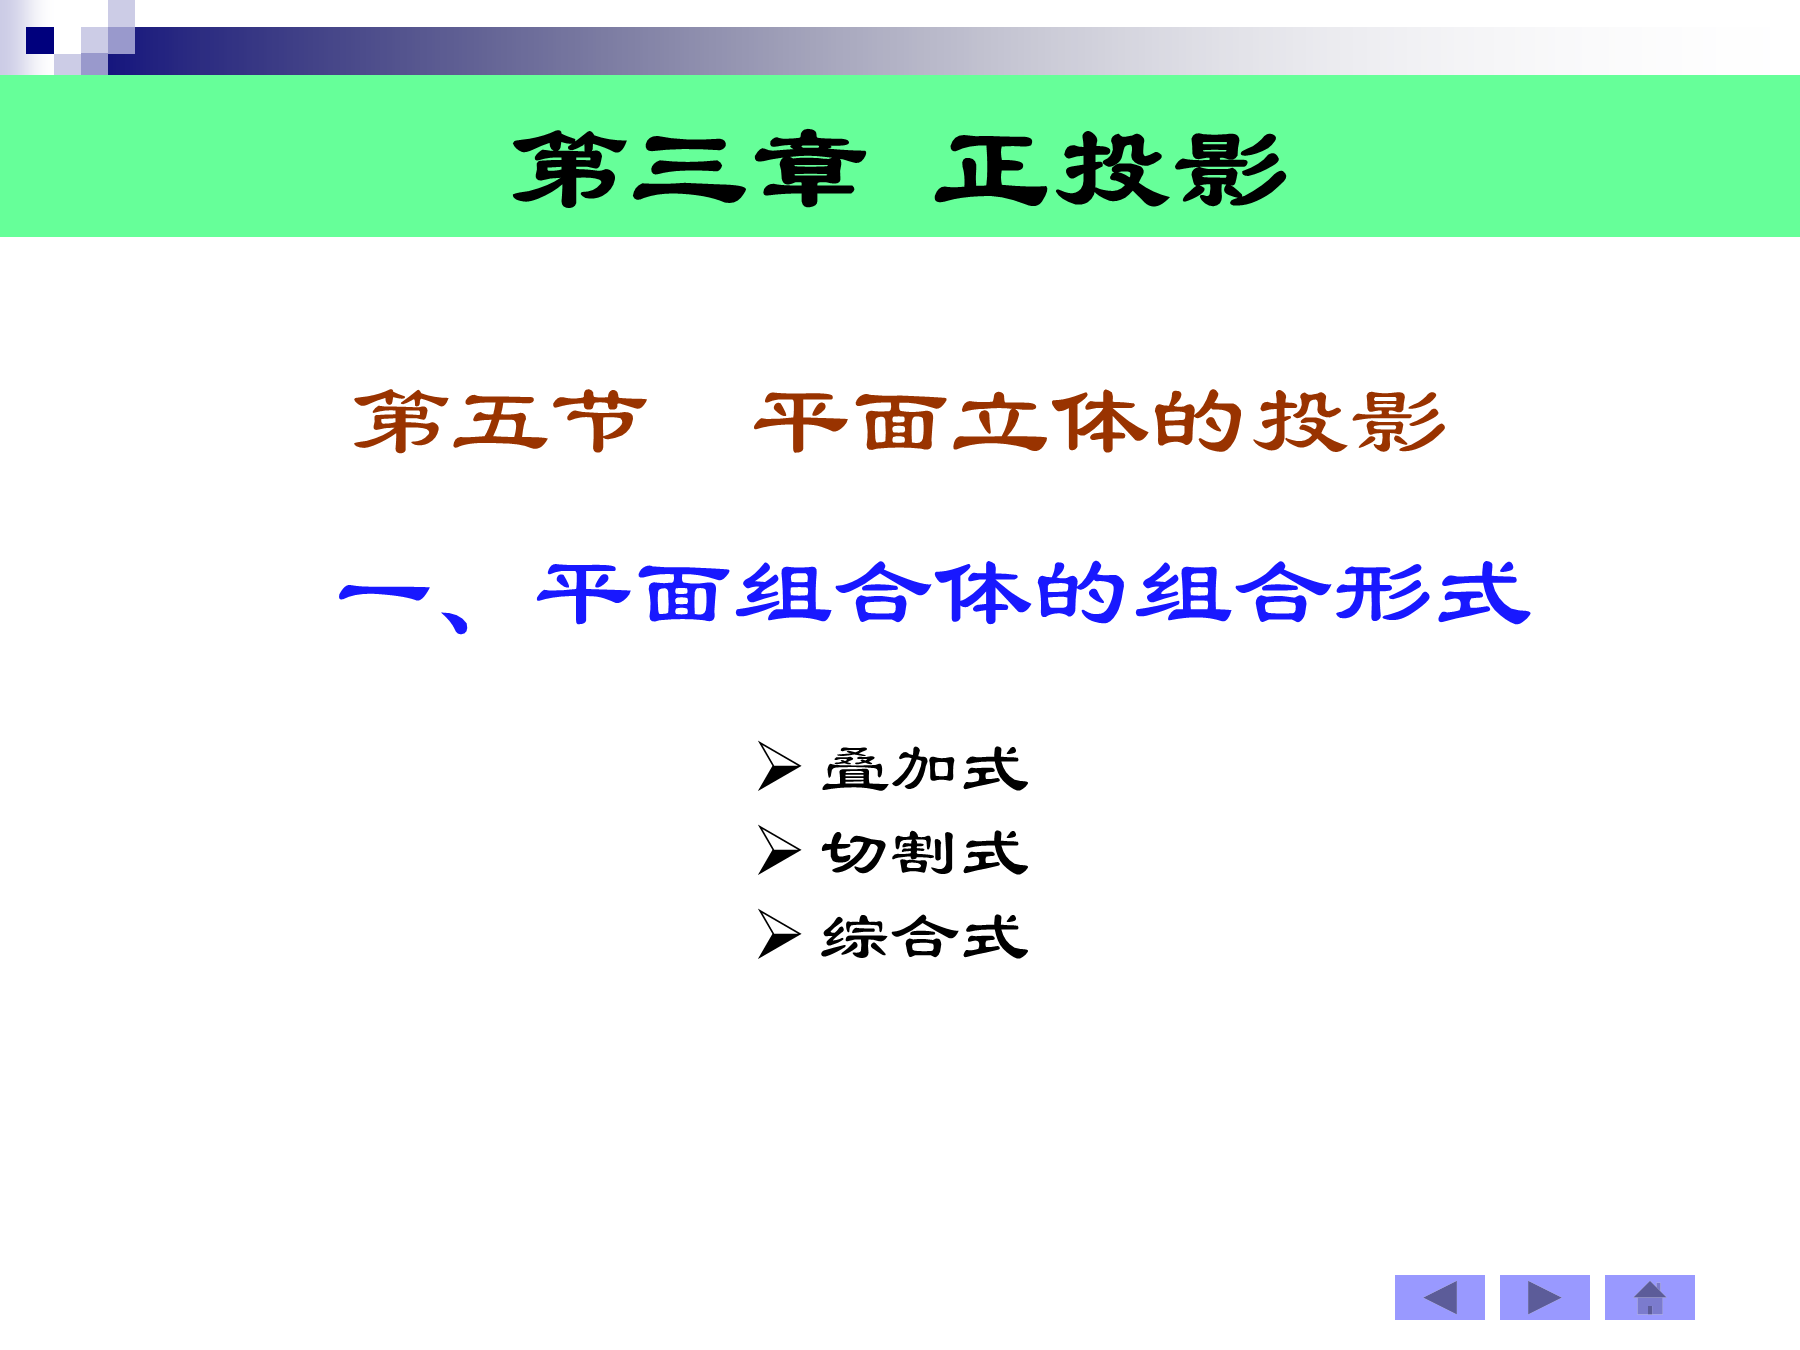 第三章 正投影
第五节 平面立体的投影
一、平面组合体的组合形式
叠加式
切割式
综合式